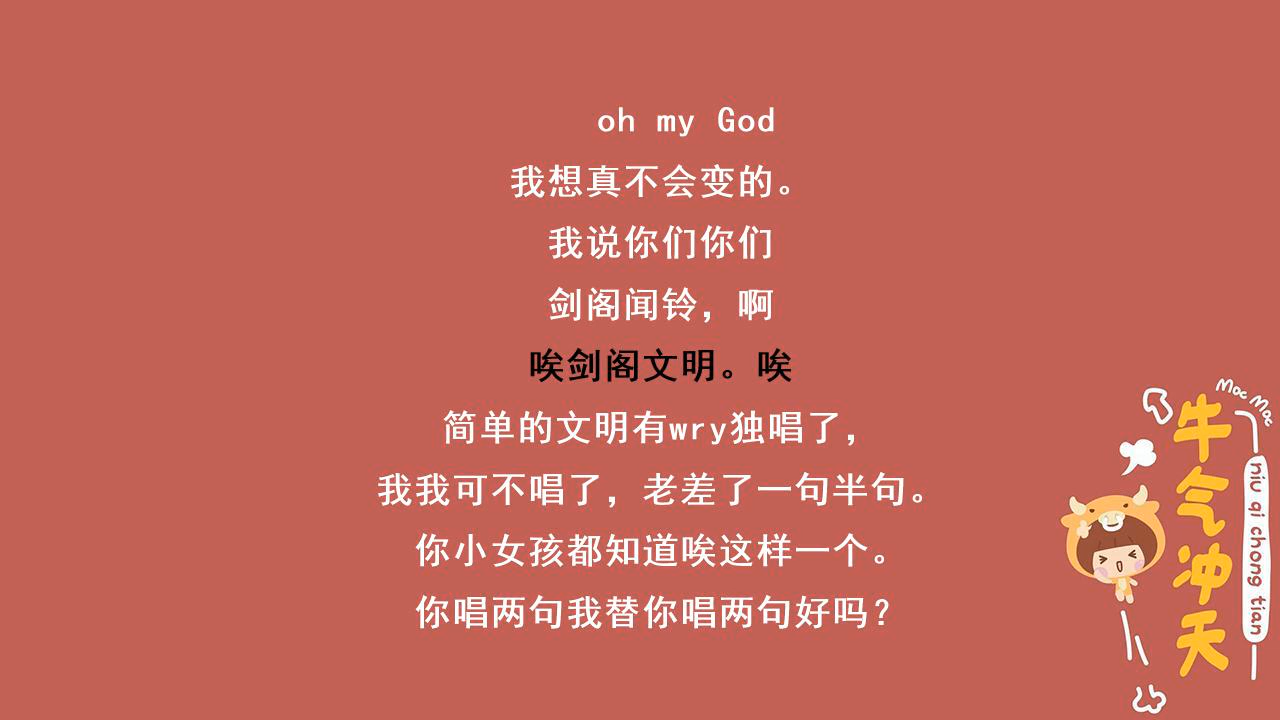 oh my God
我想真不会变的。
我说你们你们
剑阁闻铃，啊
唉剑阁文明。唉
简单的文明有wry独唱了，
我我可不唱了，老差了一句半句。
你小女孩都知道唉这样一个。
你唱两句我替你唱两句好吗？
Moc Mac
牛气冲天
niu qi chong tian